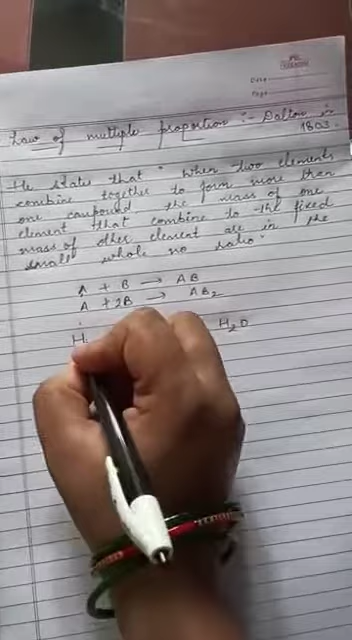 Date
Page
Law of multiple proportion :- Dalton in
1803.
He states that " when two elements
combine together to form more than
one compound the mass of one
element that combine to the fixed
mass of other element are in the
small whole no ratio"
A + B → AB
A + 2B → AB2
H
H2O